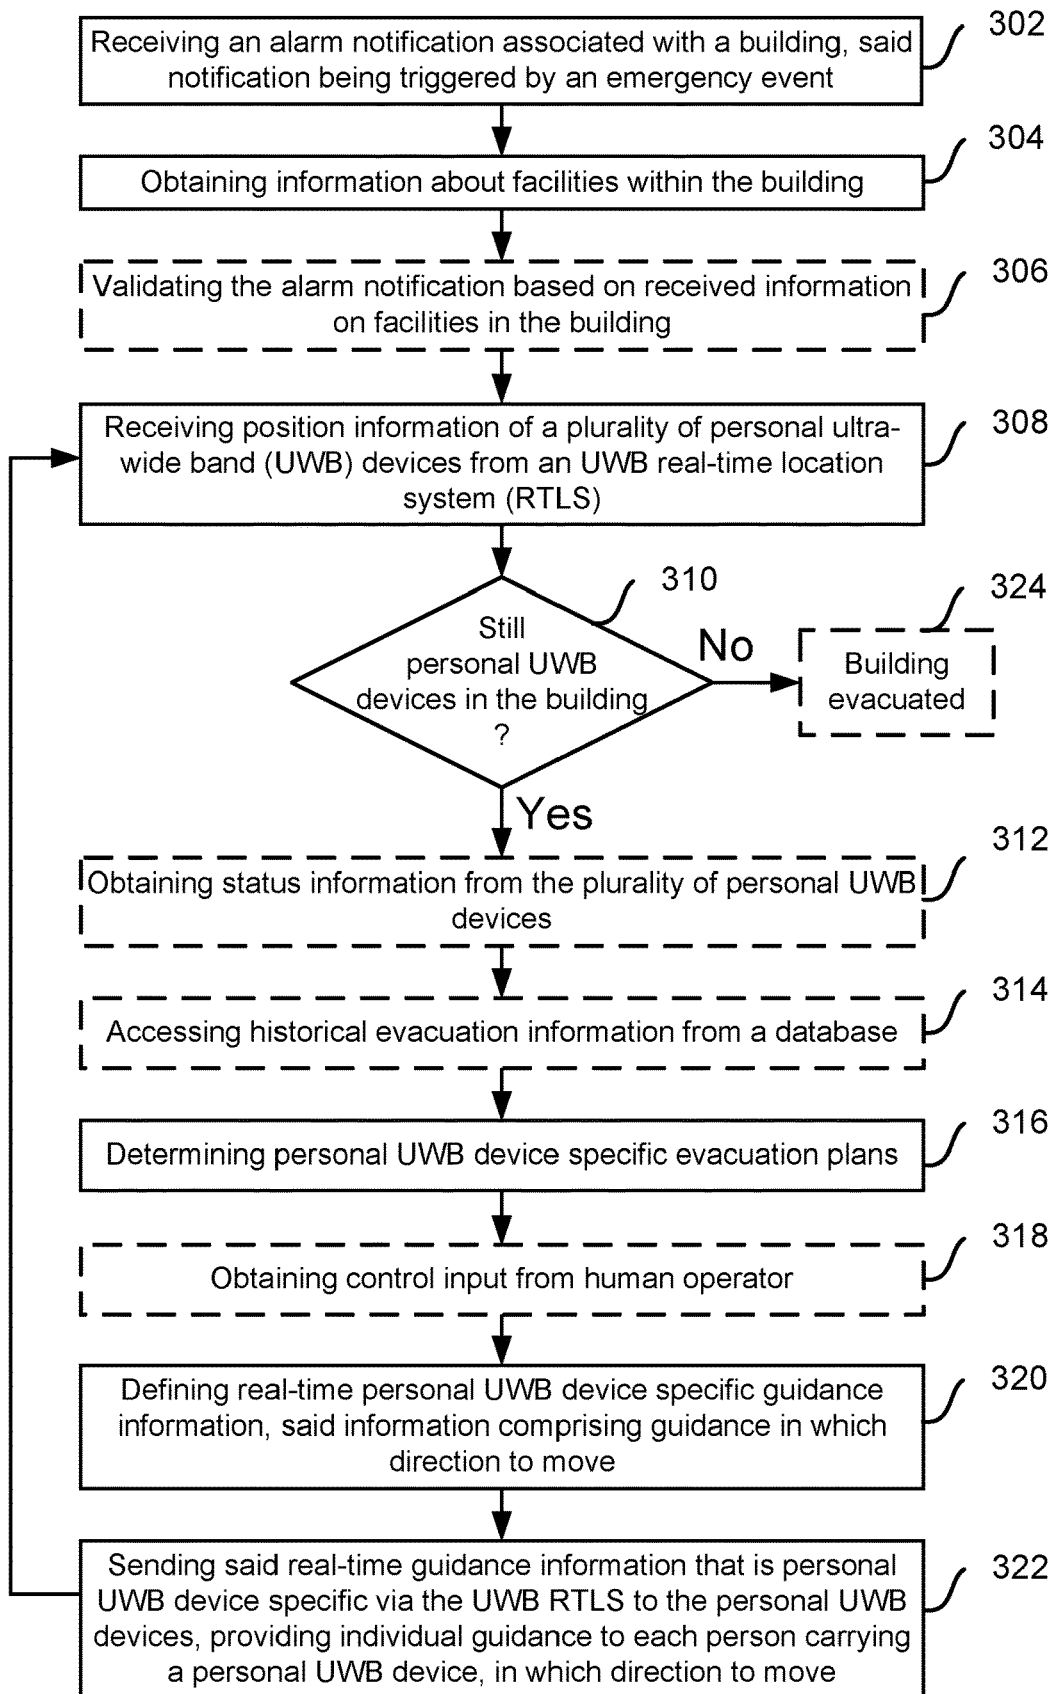 Receiving an alarm notification associated with a building, said
notification being triggered by an emergency event
302
Obtaining information about facilities within the building
304
Validating the alarm notification based on received information
on facilities in the building
306
Receiving position information of a plurality of personal ultra-
wide band (UWB) devices from an UWB real-time location
system (RTLS)
308
Still
personal UWB
devices in the building
?
310
No
Building
evacuated
324
Yes
Obtaining status information from the plurality of personal UWB
devices
312
Accessing historical evacuation information from a database
314
Determining personal UWB device specific evacuation plans
316
Obtaining control input from human operator
318
Defining real-time personal UWB device specific guidance
information, said information comprising guidance in which
direction to move
320
Sending said real-time guidance information that is personal
UWB device specific via the UWB RTLS to the personal UWB
devices, providing individual guidance to each person carrying
a personal UWB device, in which direction to move
322